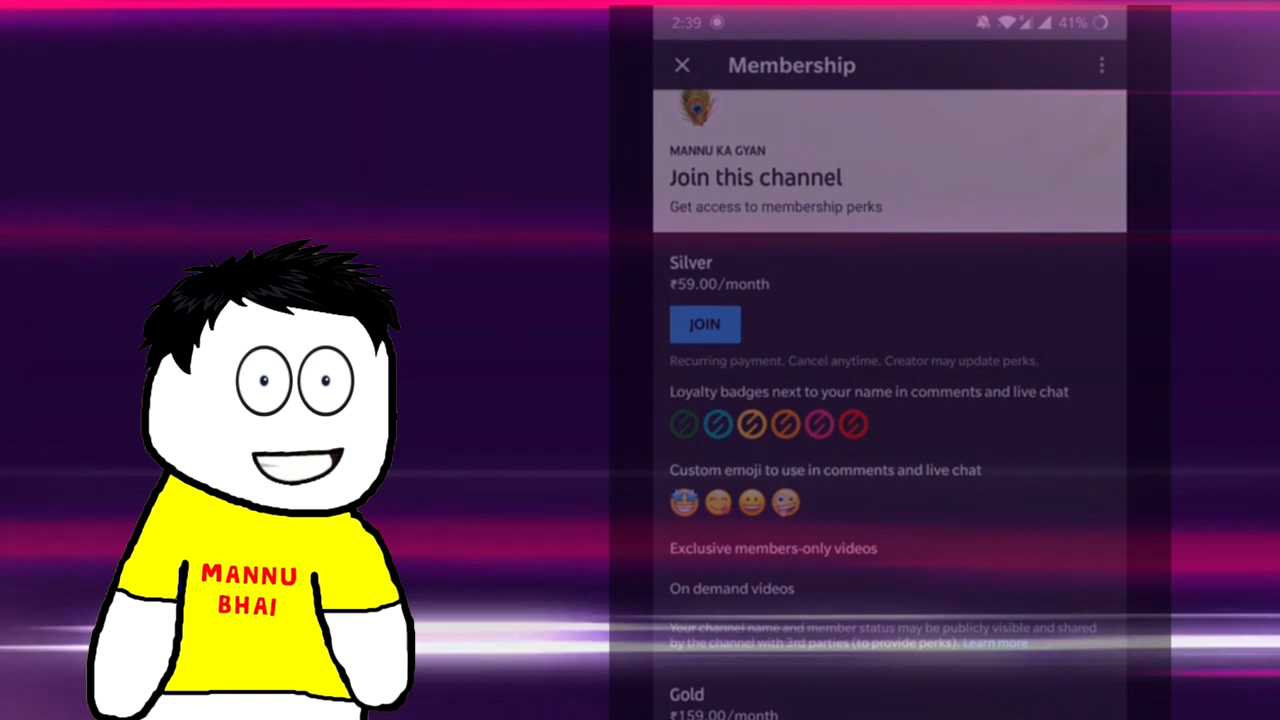 2:39
41%
Membership
MANNU KA GYAN
Join this channel
Get access to membership perks
Silver
₹59.00/month
JOIN
Recurring payment. Cancel anytime. Creator may update perks.
Loyalty badges next to your name in comments and live chat
Custom emoji to use in comments and live chat
Exclusive members-only videos
On demand videos
Your channel name and member status may be publicly visible and shared
by the channel with 3rd parties (to provide perks). Learn more
Gold
₹159.00/month
MANNU
BHAI